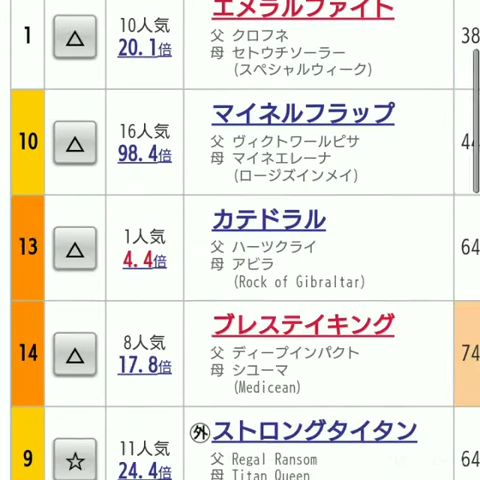 1 △ 10人気 20.1倍 エメラルファイト
父 クロフネ
母 セトウチソーラー
(スペシャルウィーク)
38
10 △ 16人気 98.4倍 マイネルフラップ
父 ヴィクトワールピサ
母 マイネエレーナ
(ロージズインメイ)
13 △ 1人気 4.4倍 カテドラル
父 ハーツクライ
母 アビラ
(Rock of Gibraltar)
64
14 △ 8人気 17.8倍 ブレステイキング
父 ディープインパクト
母 シユーマ
(Medicean)
74
9 ☆ 11人気 24.4倍 外 ストロングタイタン
父 Regal Ransom
母 Titan Queen
64